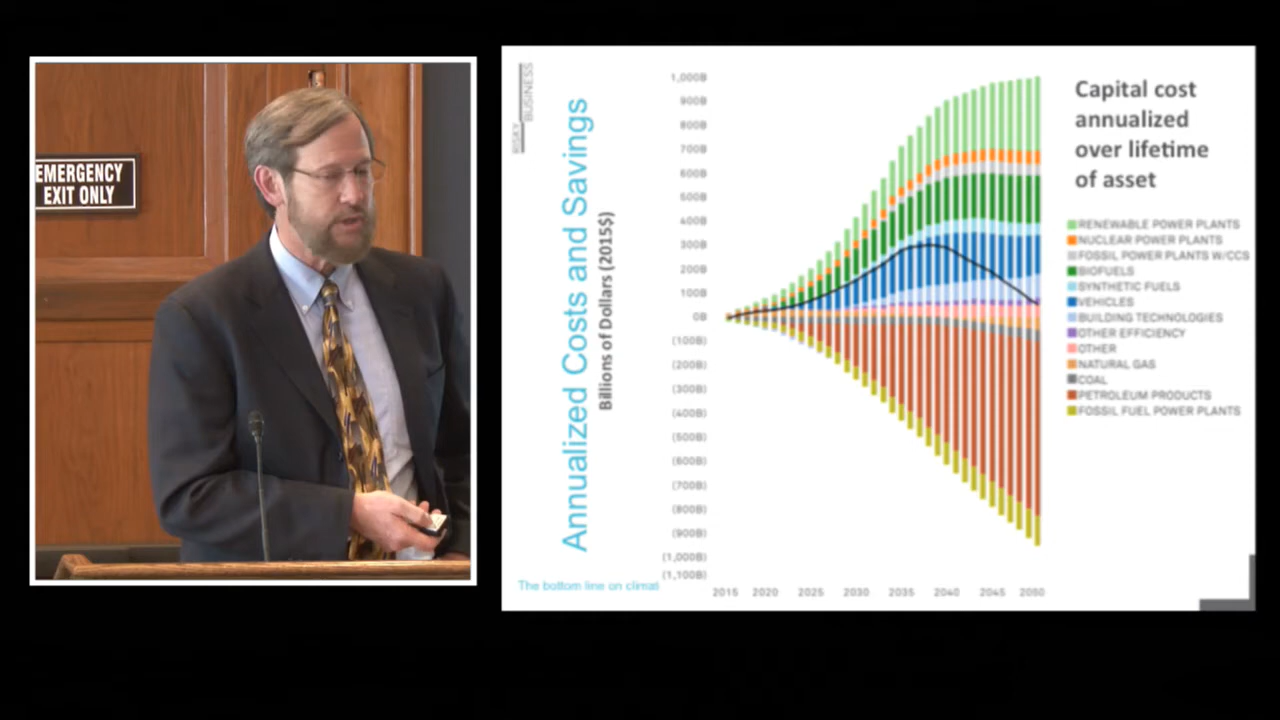 EMERGENCY
EXIT ONLY
RISKY
BUSINESS
Annualized Costs and Savings
Billions of Dollars (2015$)
1,000B
900B
800B
700B
600B
500B
400B
300B
200B
100B
0B
(100B)
(200B)
(300B)
(400B)
(500B)
(600B)
(700B)
(800B)
(900B)
(1,000B)
(1,100B)
2015 2020 2025 2030 2035 2040 2045 2050
Capital cost
annualized
over lifetime
of asset
RENEWABLE POWER PLANTS
NUCLEAR POWER PLANTS
FOSSIL POWER PLANTS W/CCS
BIOFUELS
SYNTHETIC FUELS
VEHICLES
BUILDING TECHNOLOGIES
OTHER EFFICIENCY
OTHER
NATURAL GAS
COAL
PETROLEUM PRODUCTS
FOSSIL FUEL POWER PLANTS
The bottom line on climat